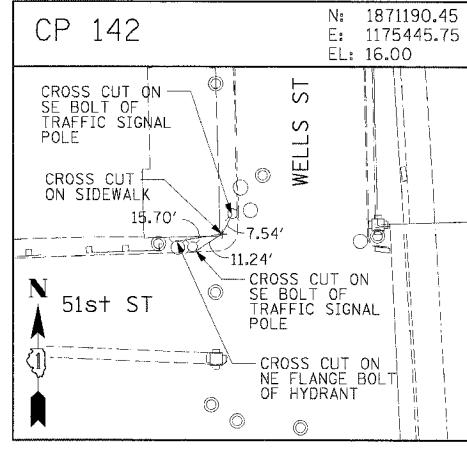 CP 142
N: 1871190.45
E: 1175445.75
EL: 16.00
CROSS CUT ON
SE BOLT OF
TRAFFIC SIGNAL
POLE
WELLS ST
CROSS CUT
ON SIDEWALK
15.70'
7.54'
11.24'
CROSS CUT ON
SE BOLT OF
TRAFFIC SIGNAL
POLE
N
51st ST
1
CROSS CUT ON
NE FLANGE BOLT
OF HYDRANT